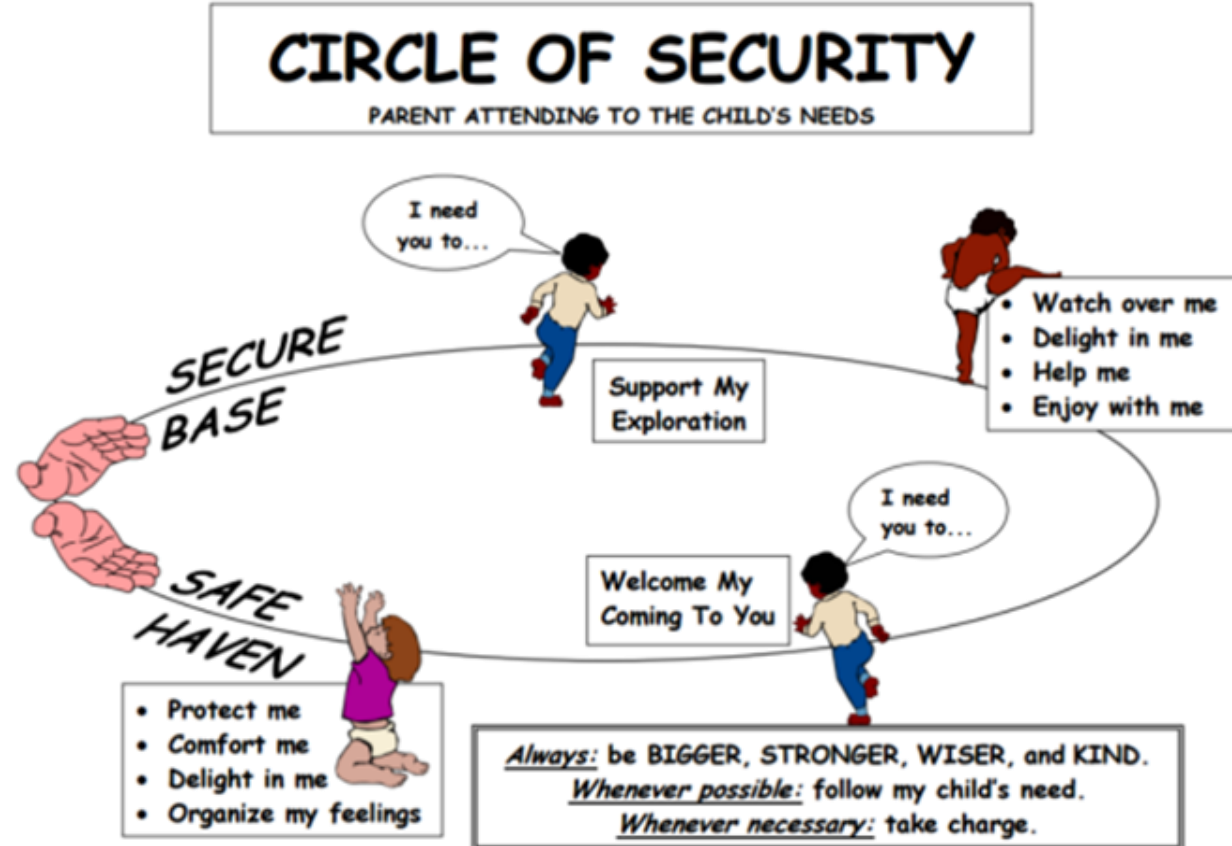 CIRCLE OF SECURITY
PARENT ATTENDING TO THE CHILD'S NEEDS
I need
you to...
SECURE
BASE
Support My
Exploration
• Watch over me
• Delight in me
• Help me
• Enjoy with me
I need
you to...
Welcome My
Coming To You
SAFE
HAVEN
• Protect me
• Comfort me
• Delight in me
• Organize my feelings
Always: be BIGGER, STRONGER, WISER, and KIND.
Whenever possible: follow my child's need.
Whenever necessary: take charge.